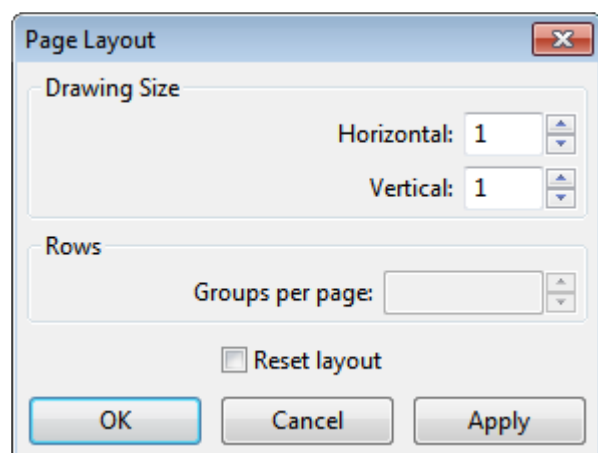 Page Layout
Drawing Size
Horizontal: 1
Vertical: 1
Rows
Groups per page:
Reset layout
OK Cancel Apply